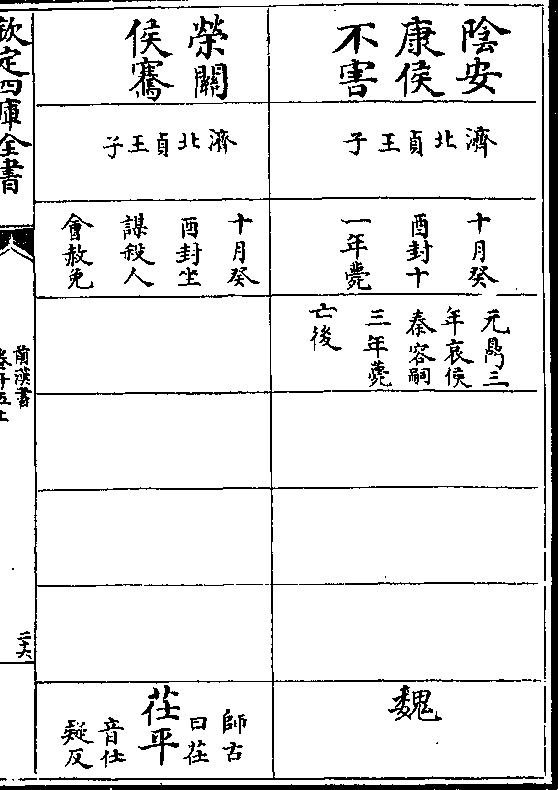 陰安
康侯
不害
濟北貞王子
十月癸
酉封十
一年薨
元鼎三
年哀侯
秦容嗣
三年薨
亡後
魏
榮關
侯騫
濟北貞王子
十月癸
酉封坐
謀殺人
會赦免
師古
曰茌
茌平
音仕
疑反
欽定四庫全書
前漢書
卷十五上
二十六